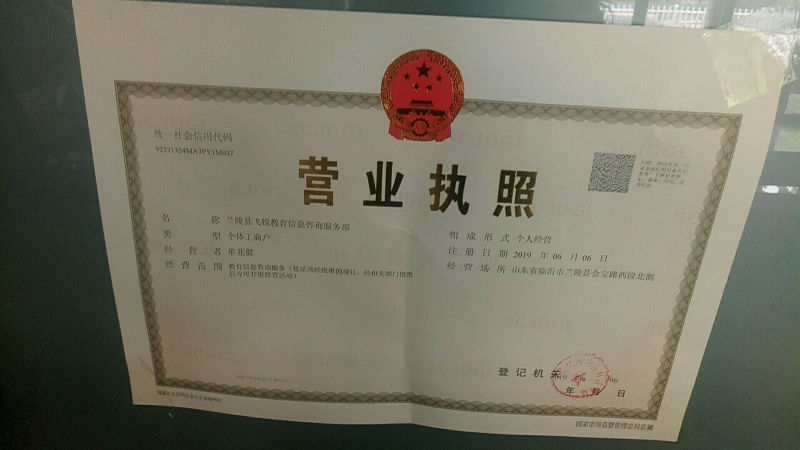 统一社会信用代码
92371324MA3PY1M037
营业执照
名 称 兰陵县飞锐教育信息咨询服务部
类 型 个体工商户
经 营 者 单兆健
经 营 范 围 教育信息咨询服务（依法须经批准的项目，经相关部门批准
后方可开展经营活动）
组 成 形 式 个人经营
注 册 日 期 2019 年 06 月 06 日
经 营 场 所 山东省临沂市兰陵县会宝路西段北侧
登 记 机 关
年 月 日
国家市场监督管理总局监制